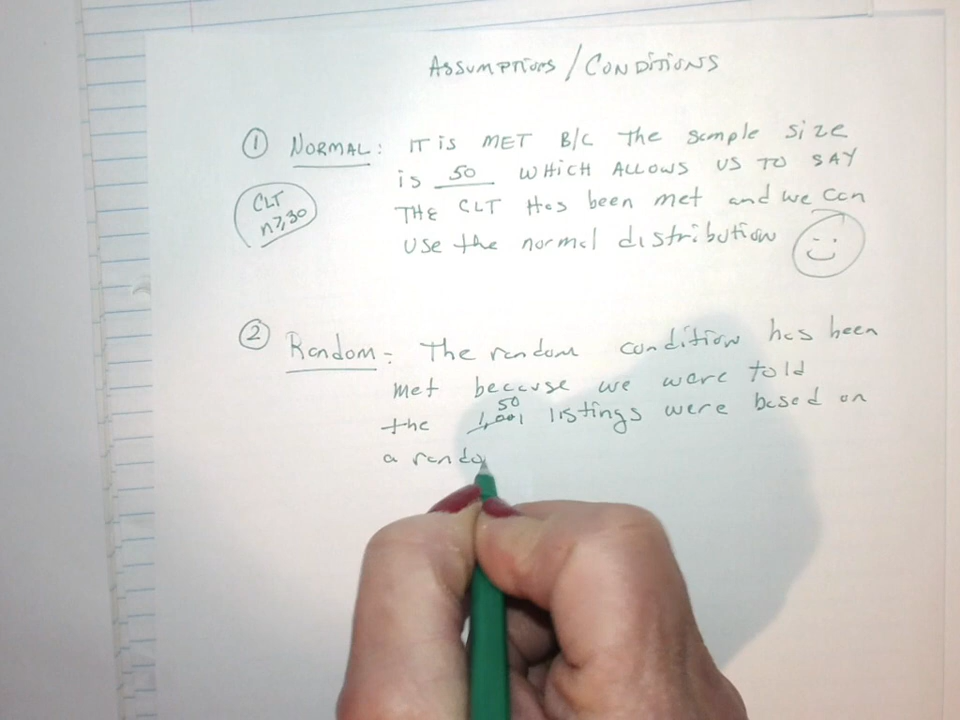 Assumptions / Conditions
① NORMAL: IT is MET B/C The sample size
is 50 WHICH ALLOWS US TO SAY
CLT
n≥30
THE CLT Has been met and we can
use the normal distribution
② Random: The random condition has been
met because we were told
50
the 1,001 listings were based on
a rando